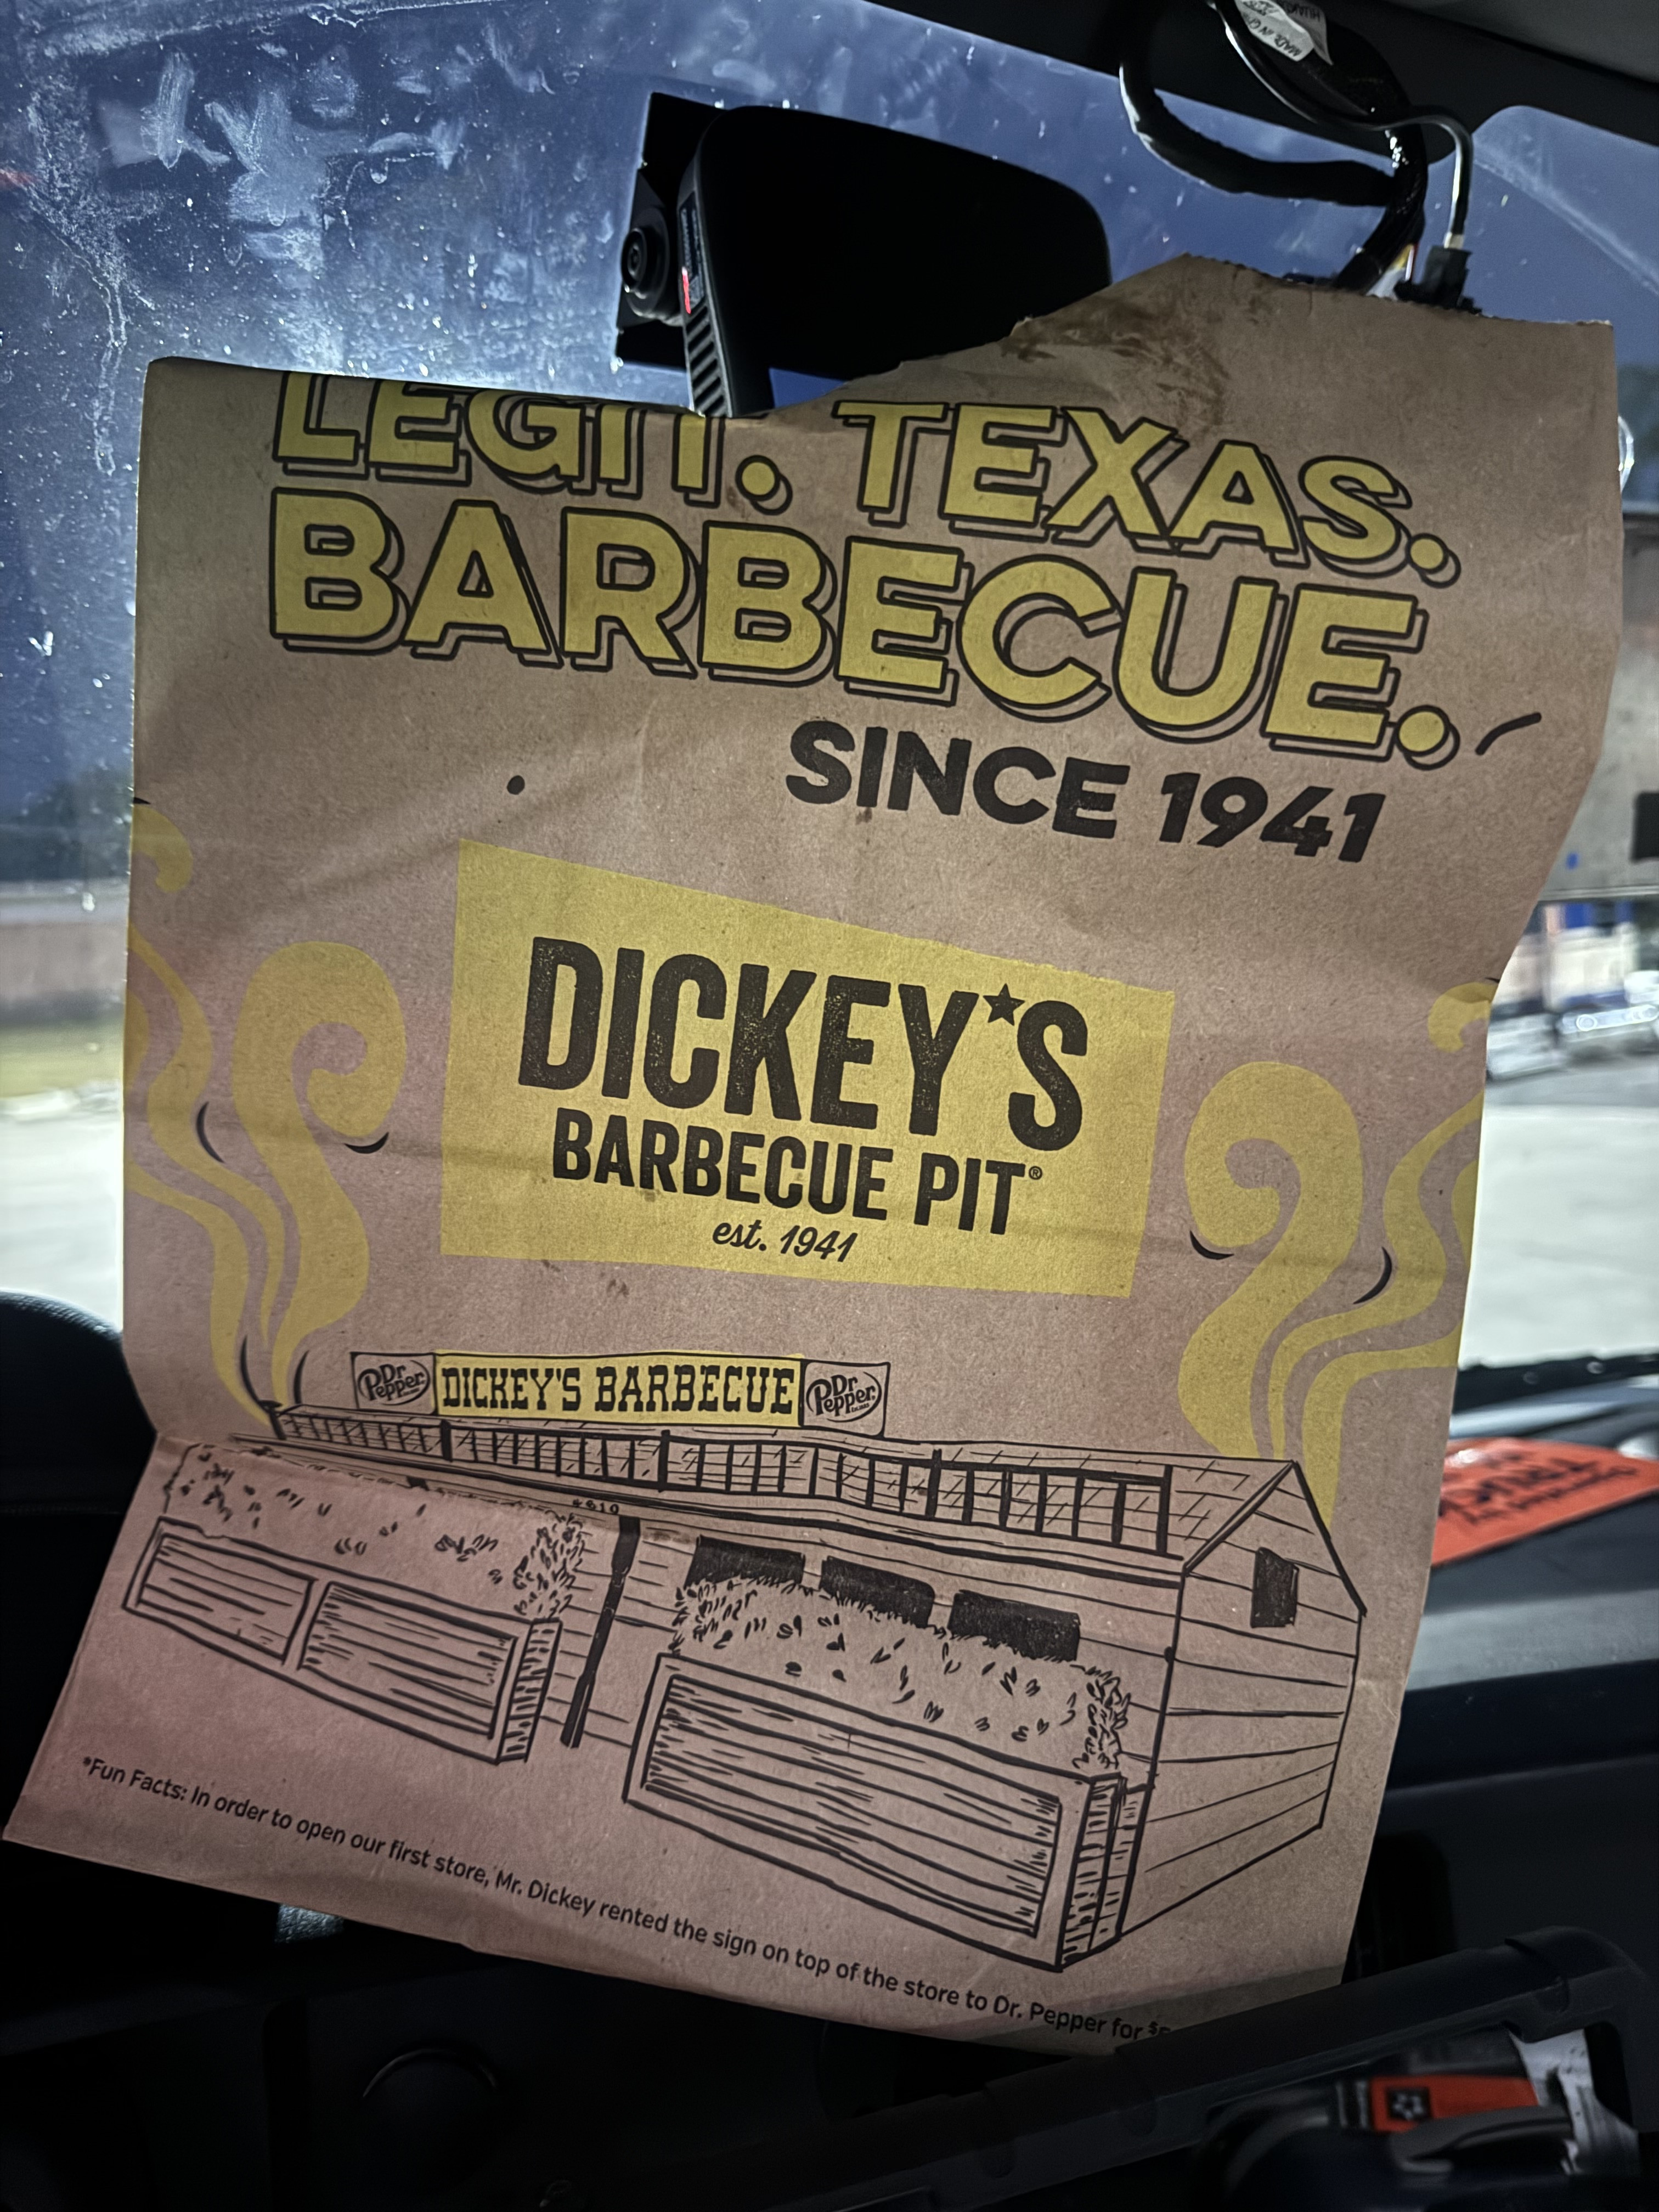 LEGIT. TEXAS.
BARBECUE.
SINCE 1941
DICKEY'S
BARBECUE PIT®
est. 1941
Dr Pepper DICKEY'S BARBECUE Dr Pepper
*Fun Facts: In order to open our first store, Mr. Dickey rented the sign on top of the store to Dr. Pepper for $